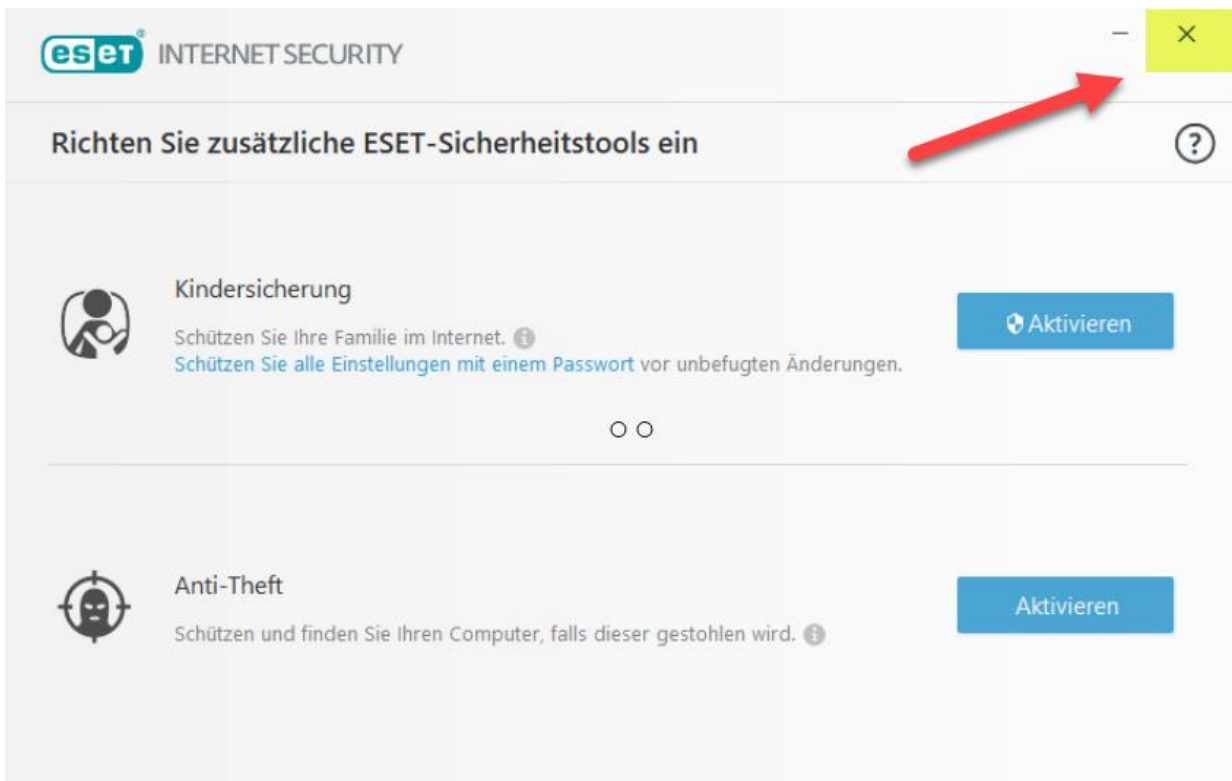 eset® INTERNET SECURITY
Richten Sie zusätzliche ESET-Sicherheitstools ein
Kindersicherung
Schützen Sie Ihre Familie im Internet.
Aktivieren
Schützen Sie alle Einstellungen mit einem Passwort vor unbefugten Änderungen.
Anti-Theft
Aktivieren
Schützen und finden Sie Ihren Computer, falls dieser gestohlen wird.